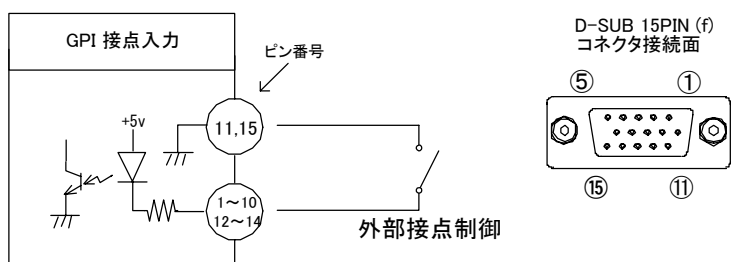 GPI 接点入力
ピン番号
+5v
11,15
1～10
12～14
外部接点制御
D-SUB 15PIN (f)
コネクタ接続面
⑤
①
⑮
⑪